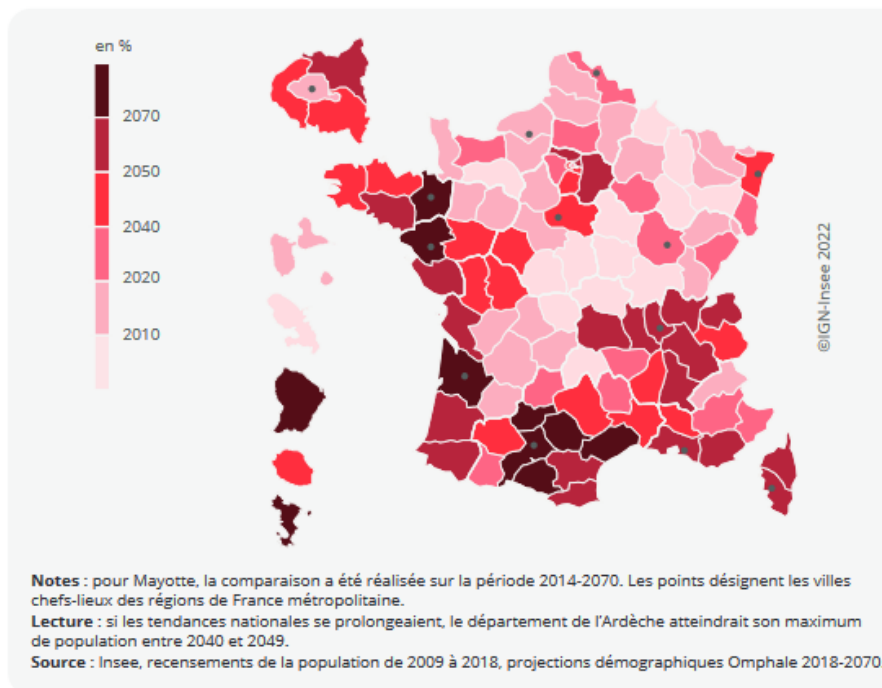 en %
2070
2050
2040
2020
2010
©IGN-Insee 2022
Notes : pour Mayotte, la comparaison a été réalisée sur la période 2014-2070. Les points désignent les villes
chefs-lieux des régions de France métropolitaine.
Lecture : si les tendances nationales se prolongeaient, le département de l'Ardèche atteindrait son maximum
de population entre 2040 et 2049.
Source : Insee, recensements de la population de 2009 à 2018, projections démographiques Omphale 2018-2070